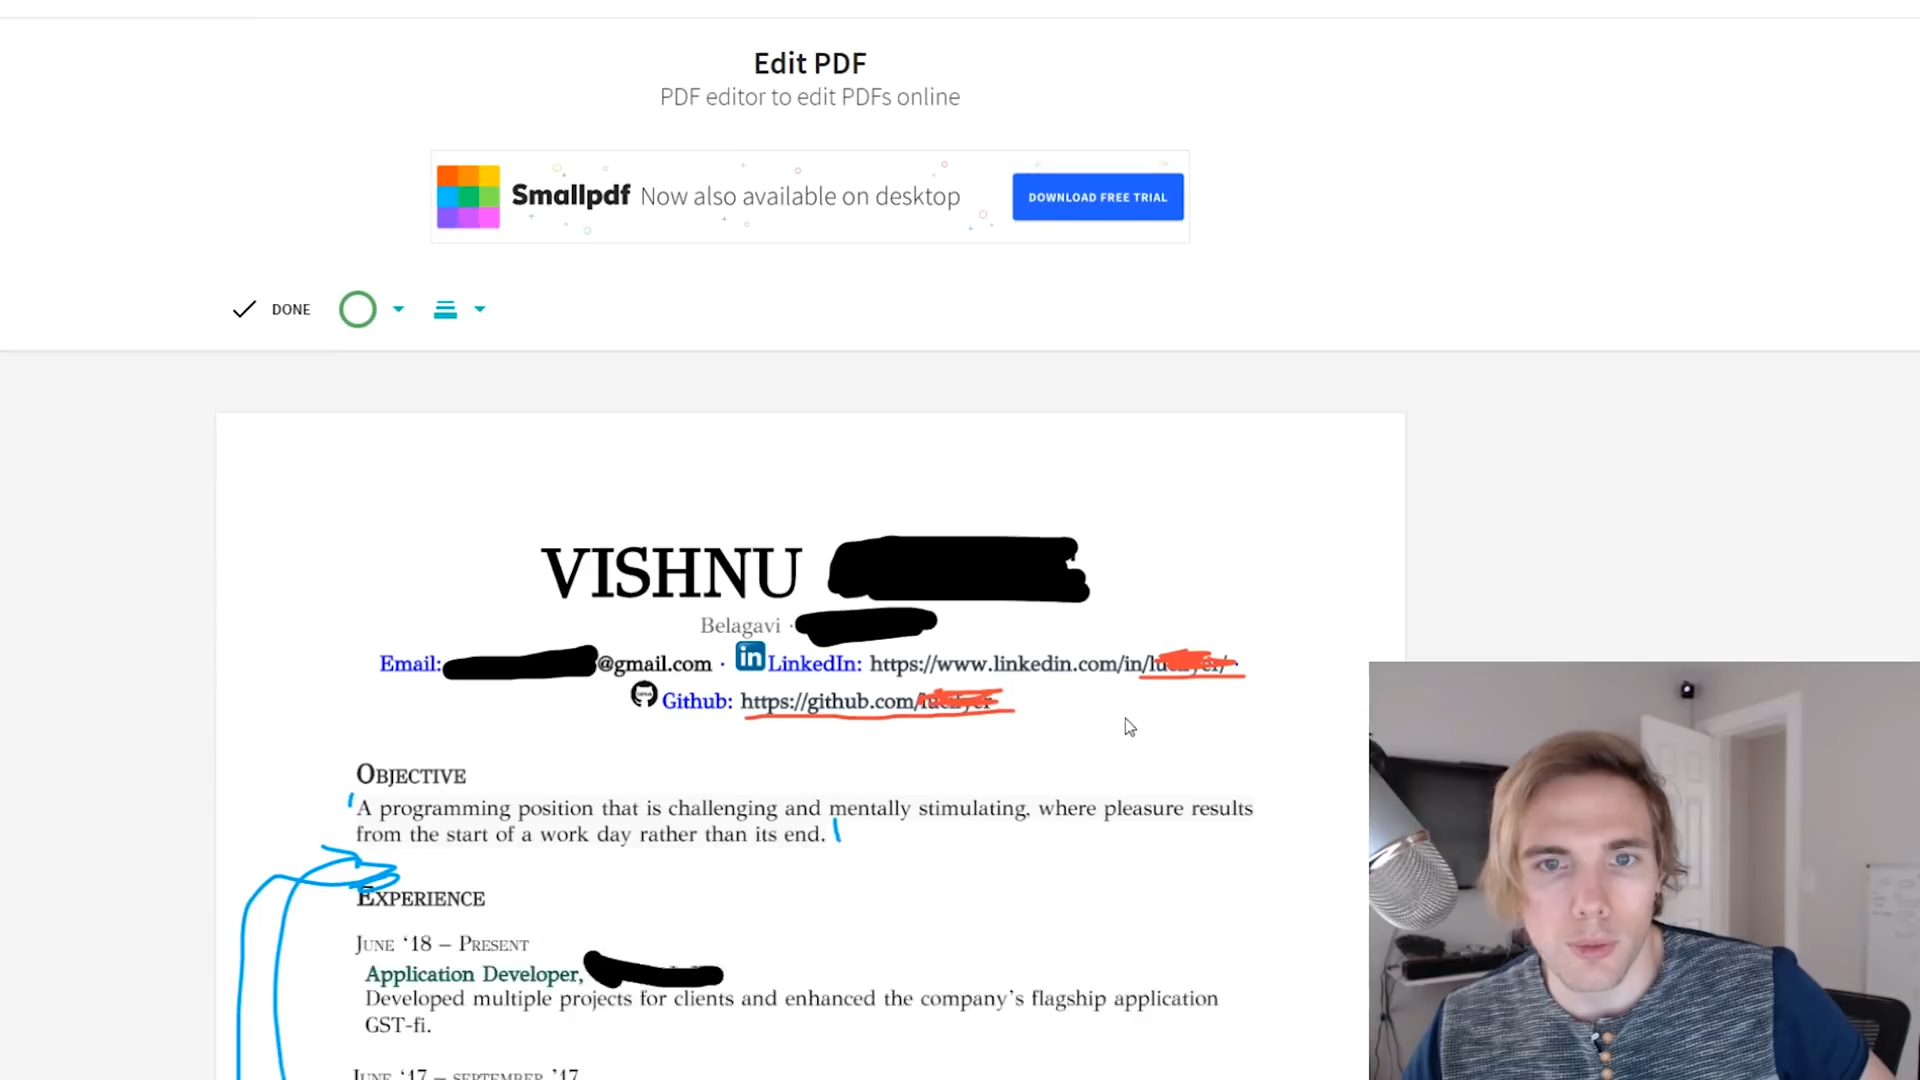 Edit PDF
PDF editor to edit PDFs online
Smallpdf Now also available on desktop DOWNLOAD FREE TRIAL
DONE
VISHNU
Belagavi ·
Email: @gmail.com · in LinkedIn: https://www.linkedin.com/in/
Github: https://github.com/
OBJECTIVE
A programming position that is challenging and mentally stimulating, where pleasure results
from the start of a work day rather than its end.
EXPERIENCE
JUNE ‘18 – PRESENT
Application Developer,
Developed multiple projects for clients and enhanced the company’s flagship application
GST-fi.
JUNE ‘17 – SEPTEMBER ’17